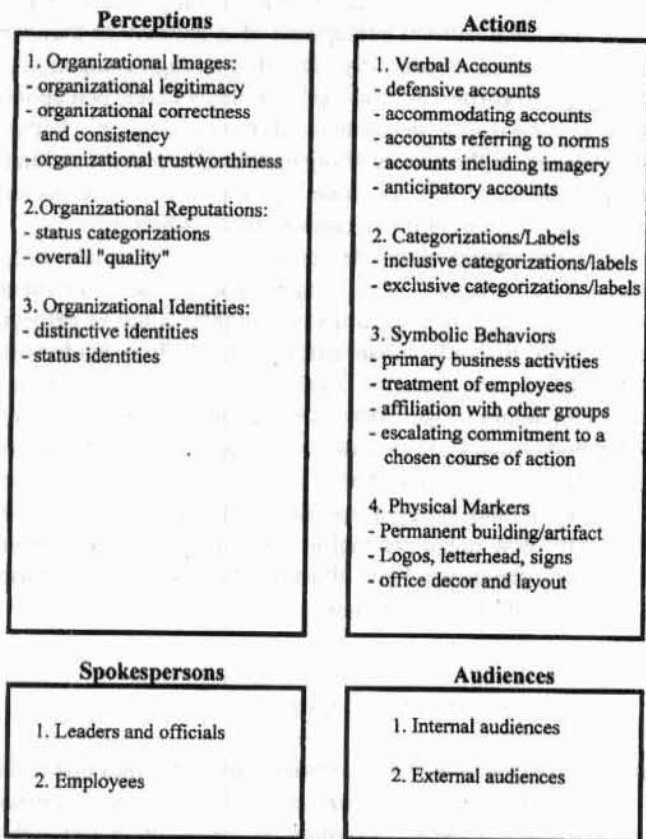 Perceptions
1. Organizational Images:
- organizational legitimacy
- organizational correctness
and consistency
- organizational trustworthiness
2.Organizational Reputations:
- status categorizations
- overall "quality"
3. Organizational Identities:
- distinctive identities
- status identities
Actions
1. Verbal Accounts
- defensive accounts
- accommodating accounts
- accounts referring to norms
- accounts including imagery
- anticipatory accounts
2. Categorizations/Labels
- inclusive categorizations/labels
- exclusive categorizations/labels
3. Symbolic Behaviors
- primary business activities
- treatment of employees
- affiliation with other groups
- escalating commitment to a
chosen course of action
4. Physical Markers
- Permanent building/artifact
- Logos, letterhead, signs
- office decor and layout
Spokespersons
1. Leaders and officials
2. Employees
Audiences
1. Internal audiences
2. External audiences